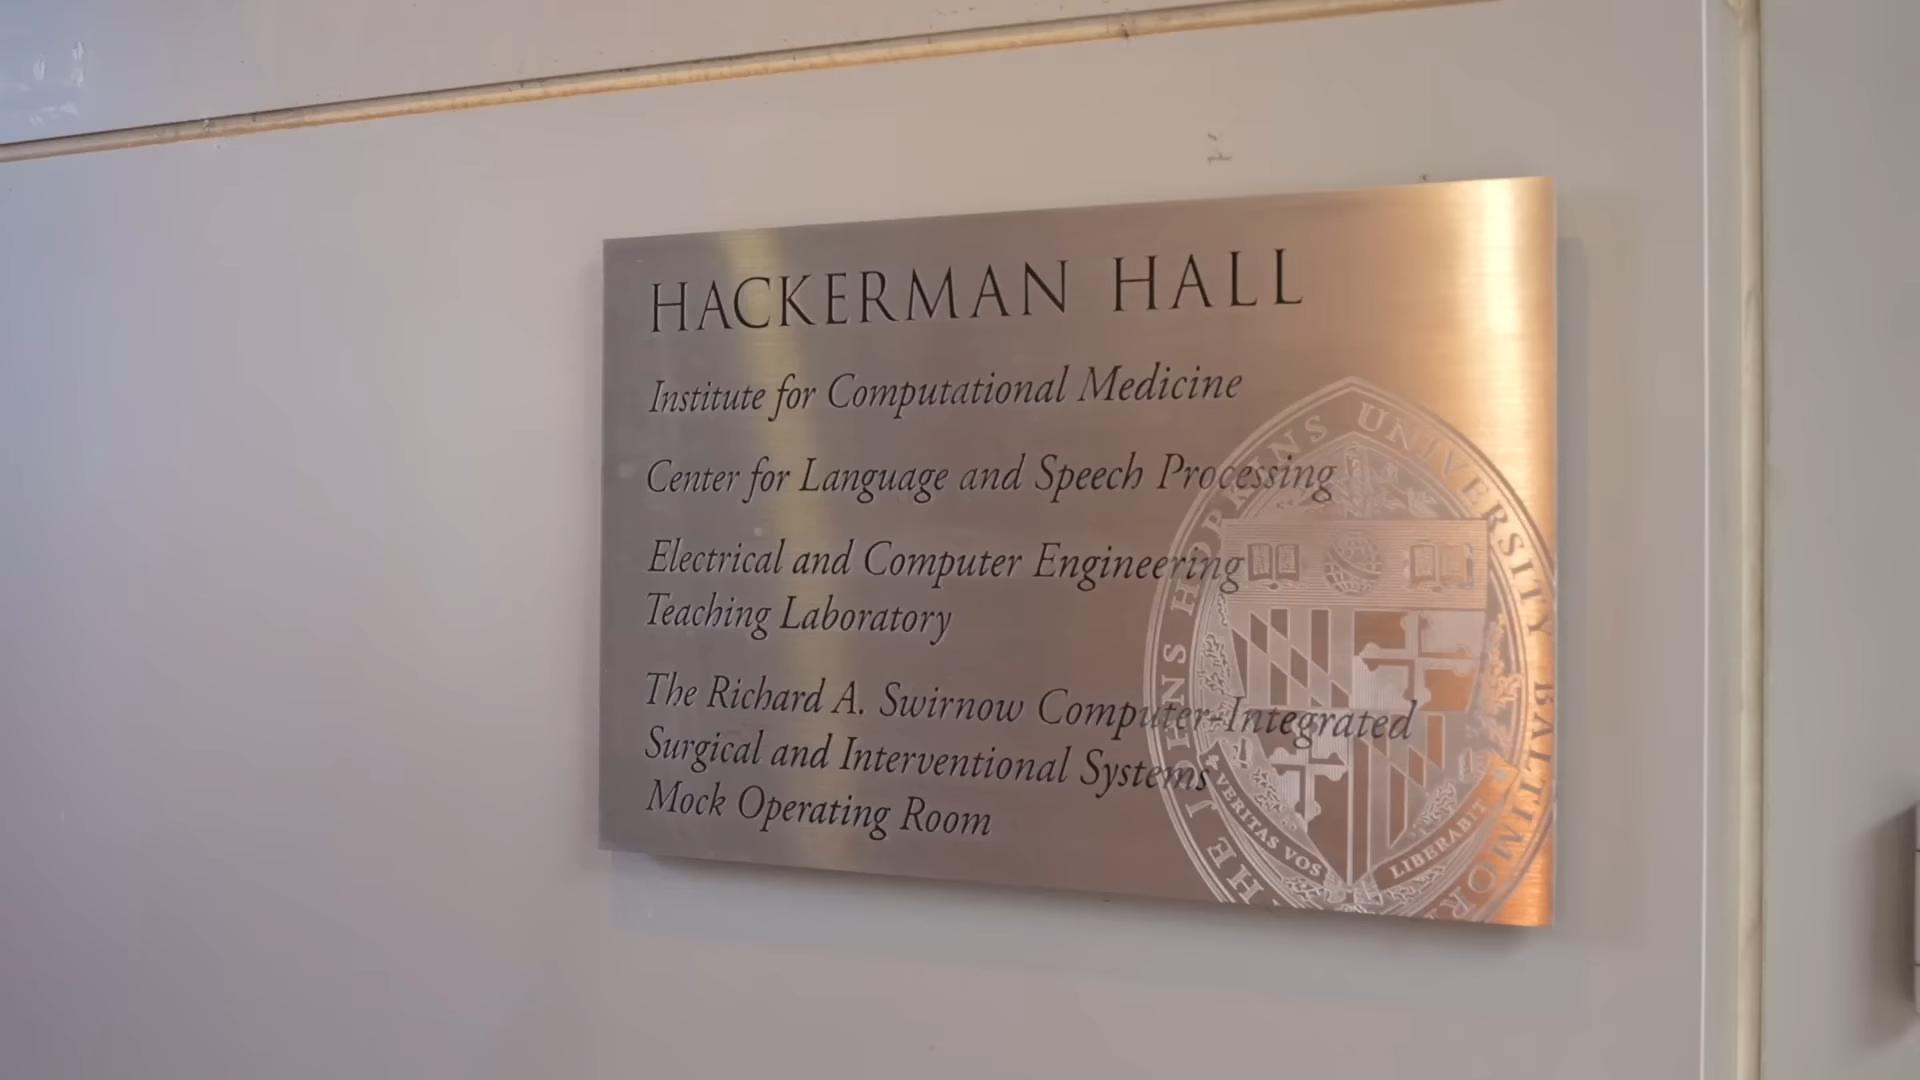 HACKERMAN HALL
Institute for Computational Medicine
Center for Language and Speech Processing
Electrical and Computer Engineering
Teaching Laboratory
The Richard A. Swirnow Computer-Integrated
Surgical and Interventional Systems
Mock Operating Room
THE JOHNS HOPKINS UNIVERSITY BALTIMOR
VERITAS VOS
LIBERABIT